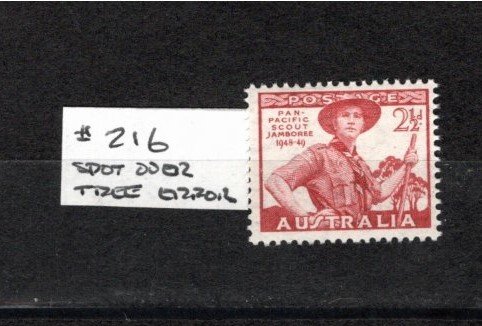 # 216
SPOT OVER
TREE ERROR
POSTAGE
PAN-
PACIFIC
SCOUT
JAMBOREE
1948-49
2½d
AUSTRALIA